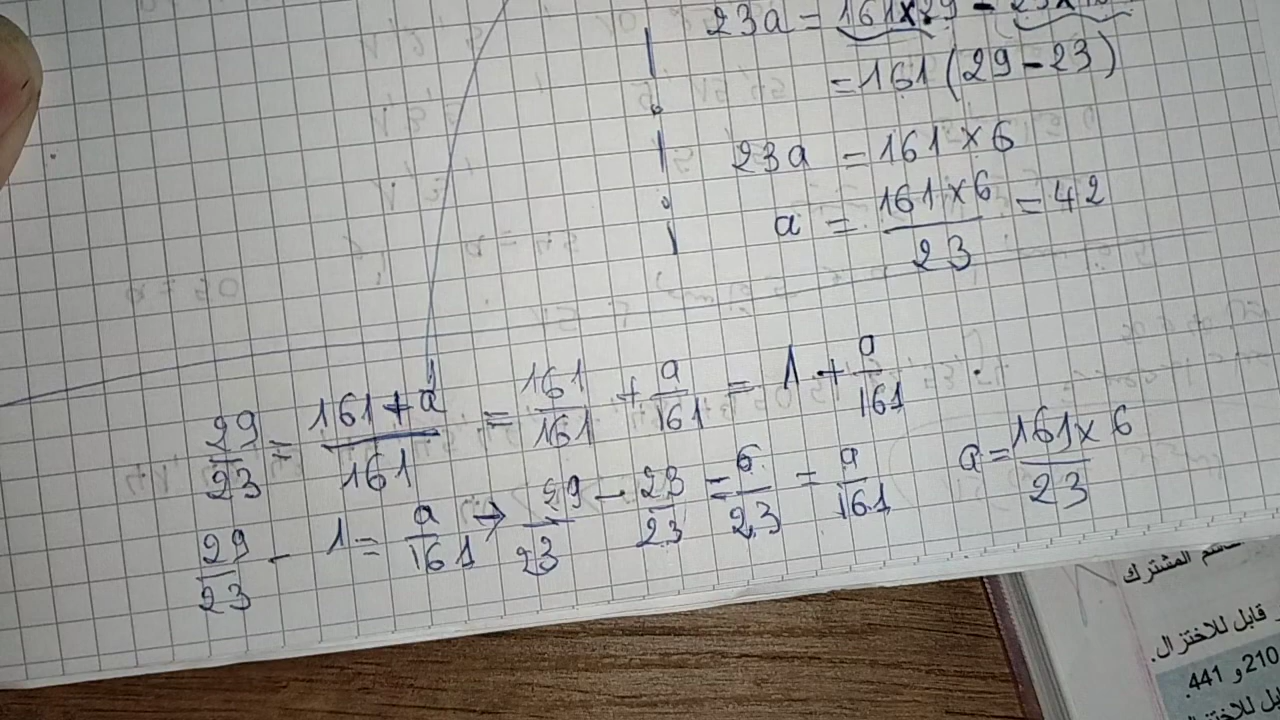 23a = 161×29 -
= 161 (29-23)
23a = 161 × 6
a = 161×6 / 23 = 42
29/23 = 161+a / 161 = 161/161 + a/161 = 1 + a/161
29/23 - 1 = a/161 → 29/23 - 23/23 = 6/23 = a/161
a = 161×6 / 23
المشترك
قابل للاختزال.
210 و 441.